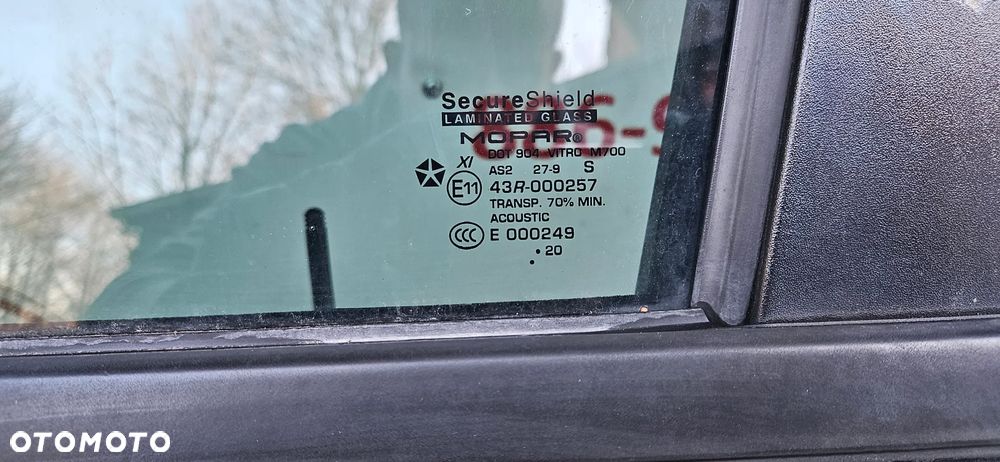 SecureShield
LAMINATED GLASS
MOPAR®
DOT 904 VITRO M700
XI AS2 27-9 S
E11 43R-000257
TRANSP. 70% MIN.
ACOUSTIC
CCC E 000249
. 20
.
OTOMOTO